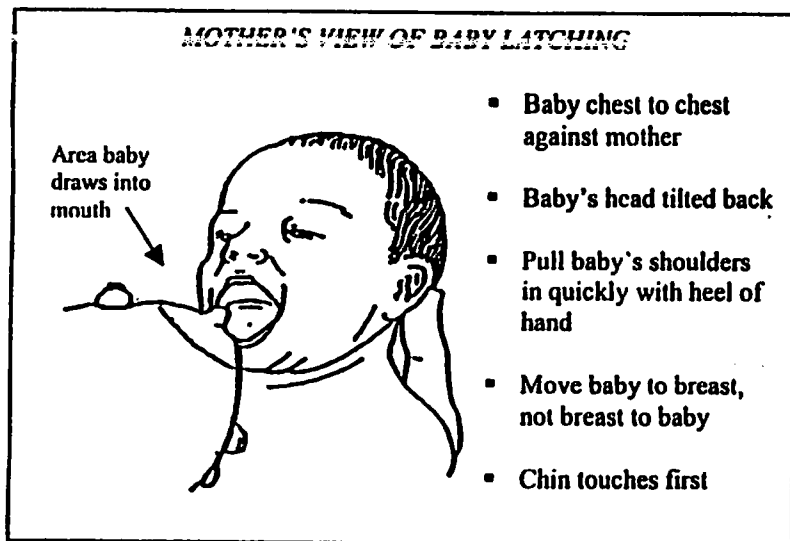 MOTHER'S VIEW OF BABY LATCHING
Area baby
draws into
mouth
▪ Baby chest to chest
against mother
▪ Baby's head tilted back
▪ Pull baby's shoulders
in quickly with heel of
hand
▪ Move baby to breast,
not breast to baby
▪ Chin touches first